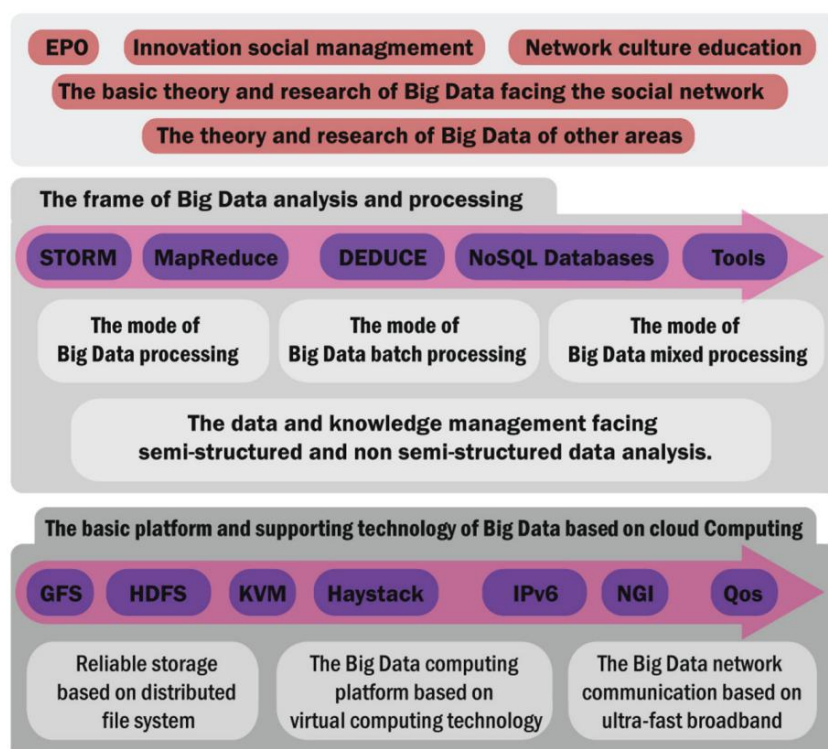 EPO
Innovation social managmement
Network culture education
The basic theory and research of Big Data facing the social network
The theory and research of Big Data of other areas
The frame of Big Data analysis and processing
STORM
MapReduce
DEDUCE
NoSQL Databases
Tools
The mode of
Big Data processing
The mode of
Big Data batch processing
The mode of
Big Data mixed processing
The data and knowledge management facing
semi-structured and non semi-structured data analysis.
The basic platform and supporting technology of Big Data based on cloud Computing
GFS
HDFS
KVM
Haystack
IPv6
NGI
Qos
Reliable storage
based on distributed
file system
The Big Data computing
platform based on
virtual computing technology
The Big Data network
communication based on
ultra-fast broadband